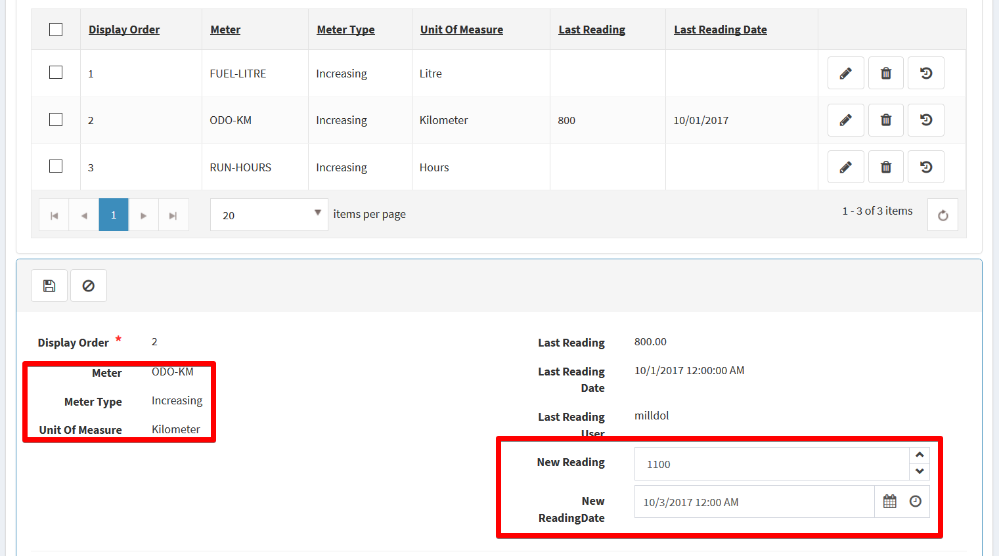 Display Order Meter Meter Type Unit Of Measure Last Reading Last Reading Date
1 FUEL-LITRE Increasing Litre
2 ODO-KM Increasing Kilometer 800 10/01/2017
3 RUN-HOURS Increasing Hours
1 20 items per page 1 - 3 of 3 items
Display Order * 2
Meter ODO-KM
Meter Type Increasing
Unit Of Measure Kilometer
Last Reading 800.00
Last Reading Date 10/1/2017 12:00:00 AM
Last Reading User milldol
New Reading 1100
New ReadingDate 10/3/2017 12:00 AM